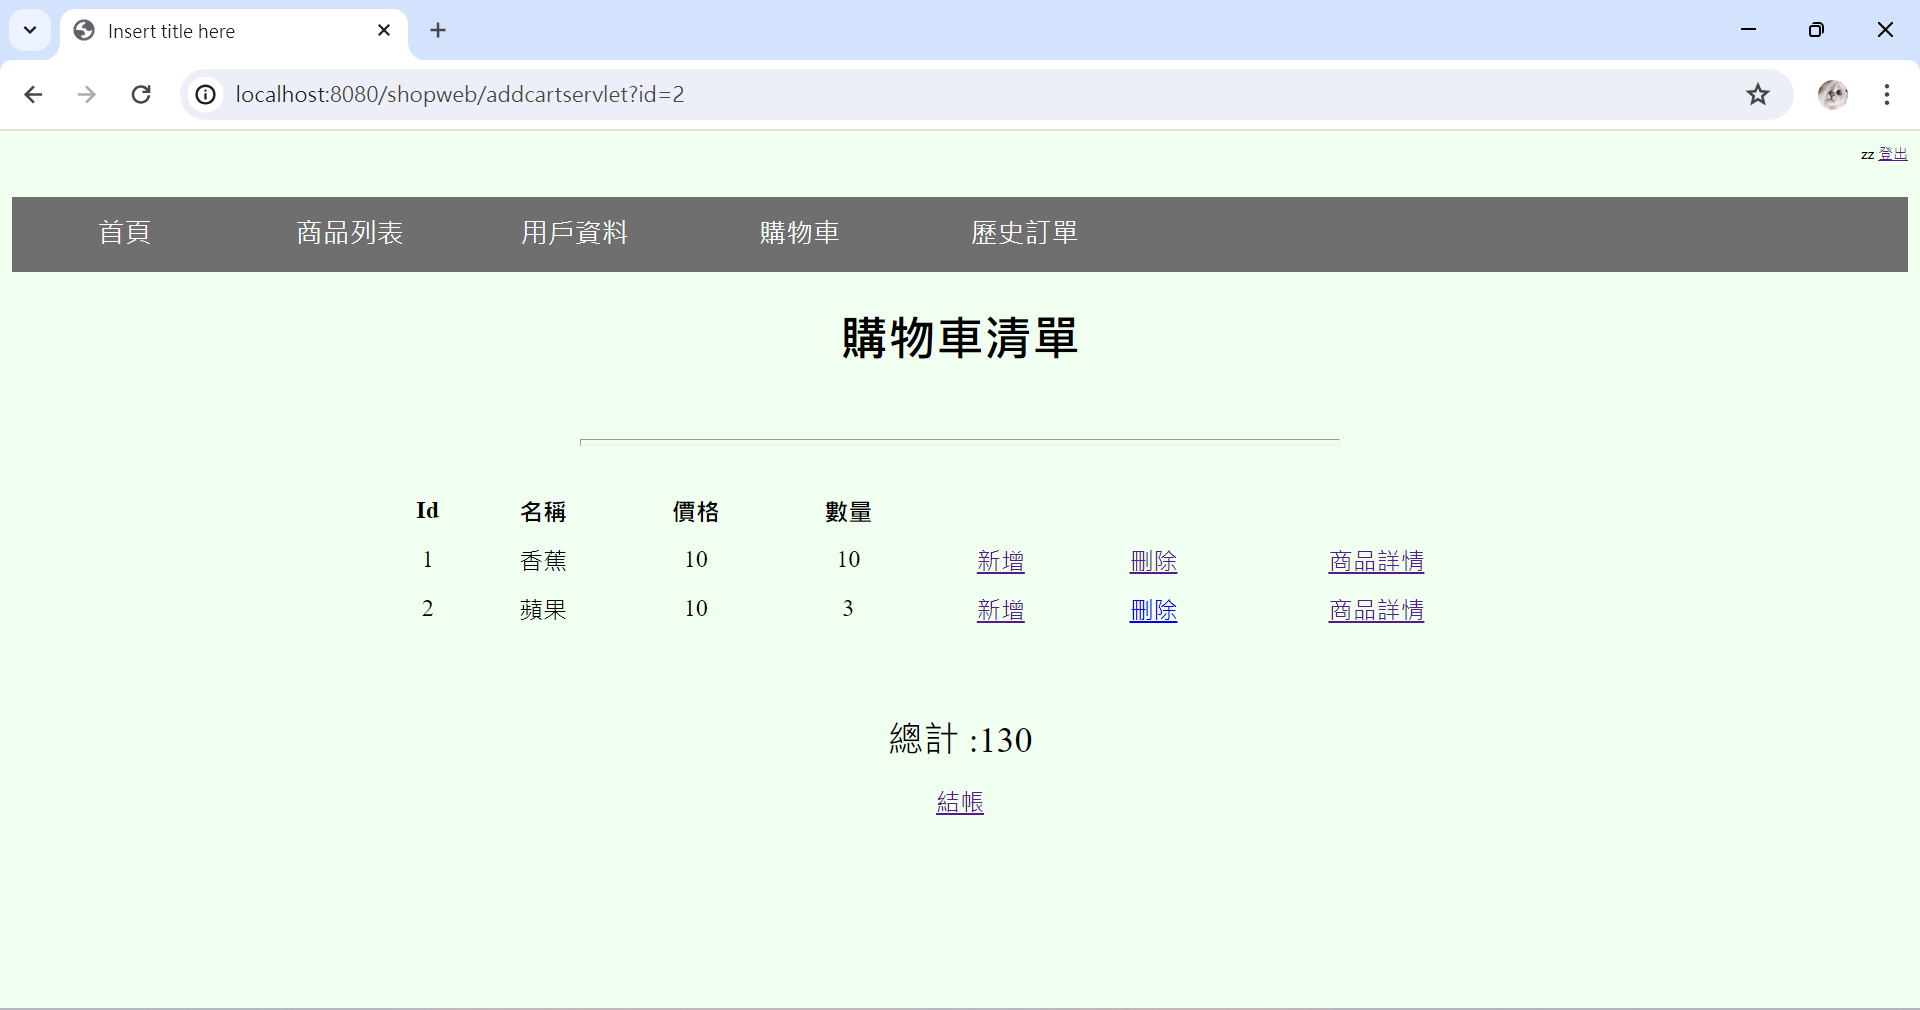 Insert title here
localhost:8080/shopweb/addcartservlet?id=2
zz 登出
首頁 商品列表 用戶資料 購物車 歷史訂單
購物車清單
Id 名稱 價格 數量
1 香蕉 10 10 新增 刪除 商品詳情
2 蘋果 10 3 新增 刪除 商品詳情
總計 :130
結帳